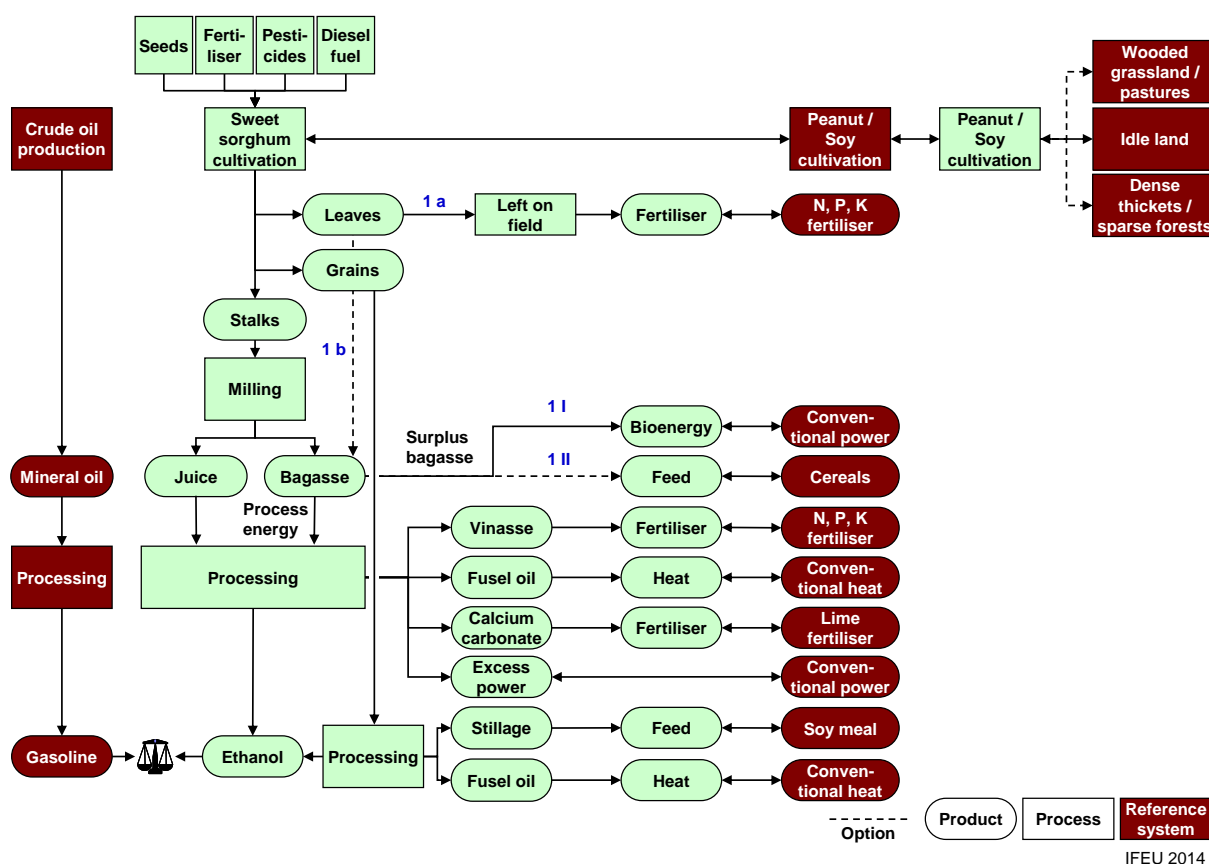 Seeds
Ferti-
liser
Pesti-
cides
Diesel
fuel
Wooded
grassland /
pastures
Crude oil
production
Sweet
sorghum
cultivation
Peanut /
Soy
cultivation
Peanut /
Soy
cultivation
Idle land
Dense
thickets /
sparse forests
Leaves
1 a
Left on
field
Fertiliser
N, P, K
fertiliser
Grains
Stalks
1 b
Milling
1 I
Surplus
bagasse
Bioenergy
Conven-
tional power
1 II
Mineral oil
Juice
Bagasse
Feed
Cereals
Process
energy
Vinasse
Fertiliser
N, P, K
fertiliser
Processing
Processing
Fusel oil
Heat
Conven-
tional heat
Calcium
carbonate
Fertiliser
Lime
fertiliser
Excess
power
Conven-
tional power
Stillage
Feed
Soy meal
Gasoline
Ethanol
Processing
Fusel oil
Heat
Conven-
tional heat
Option
Product
Process
Reference
system
IFEU 2014